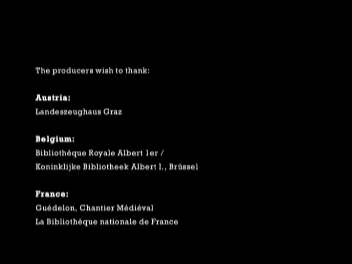 The producers wish to thank:
Austria:
Landeszeughaus Graz
Belgium:
Bibliothèque Royale Albert 1er /
Koninklijke Bibliotheek Albert I., Brüssel
France:
Guédelon, Chantier Médiéval
La Bibliothèque nationale de France